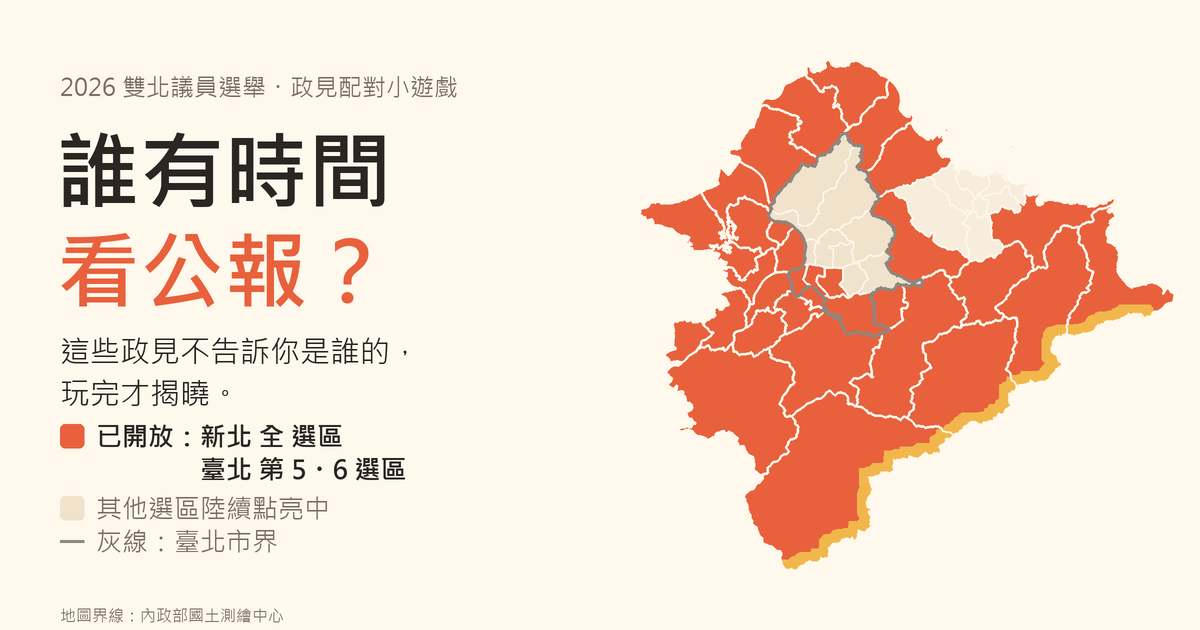 2026 雙北議員選舉・政見配對小遊戲
誰有時間
看公報？
這些政見不告訴你是誰的，
玩完才揭曉。
已開放：新北 全 選區
臺北 第 5・6 選區
其他選區陸續點亮中
灰線：臺北市界
地圖界線：內政部國土測繪中心